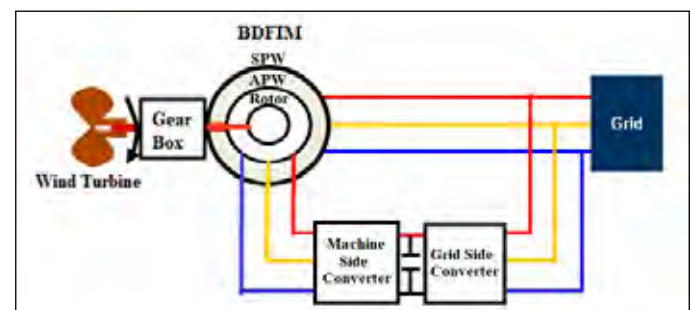 BDFIM
SPW
APW
Rotor
Gear
Box
Wind Turbine
Grid
Machine
Side
Converter
Grid Side
Converter